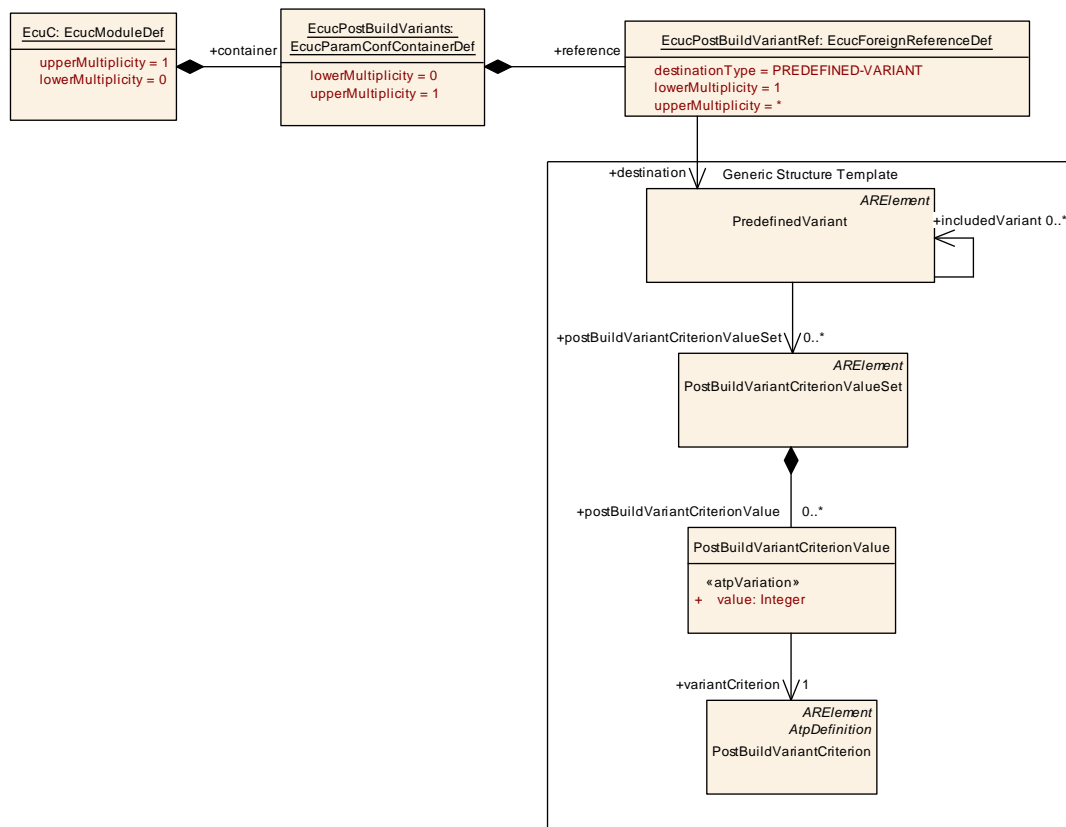 EcuC: EcucModuleDef
upperMultiplicity = 1
lowerMultiplicity = 0
+container
EcucPostBuildVariants:
EcucParamConfContainerDef
lowerMultiplicity = 0
upperMultiplicity = 1
+reference
EcucPostBuildVariantRef: EcucForeignReferenceDef
destinationType = PREDEFINED-VARIANT
lowerMultiplicity = 1
upperMultiplicity = *
+destination
Generic Structure Template
ARElement
PredefinedVariant
+includedVariant 0..*
+postBuildVariantCriterionValueSet
0..*
ARElement
PostBuildVariantCriterionValueSet
+postBuildVariantCriterionValue
0..*
PostBuildVariantCriterionValue
«atpVariation»
+ value: Integer
+variantCriterion
1
ARElement
AtpDefinition
PostBuildVariantCriterion